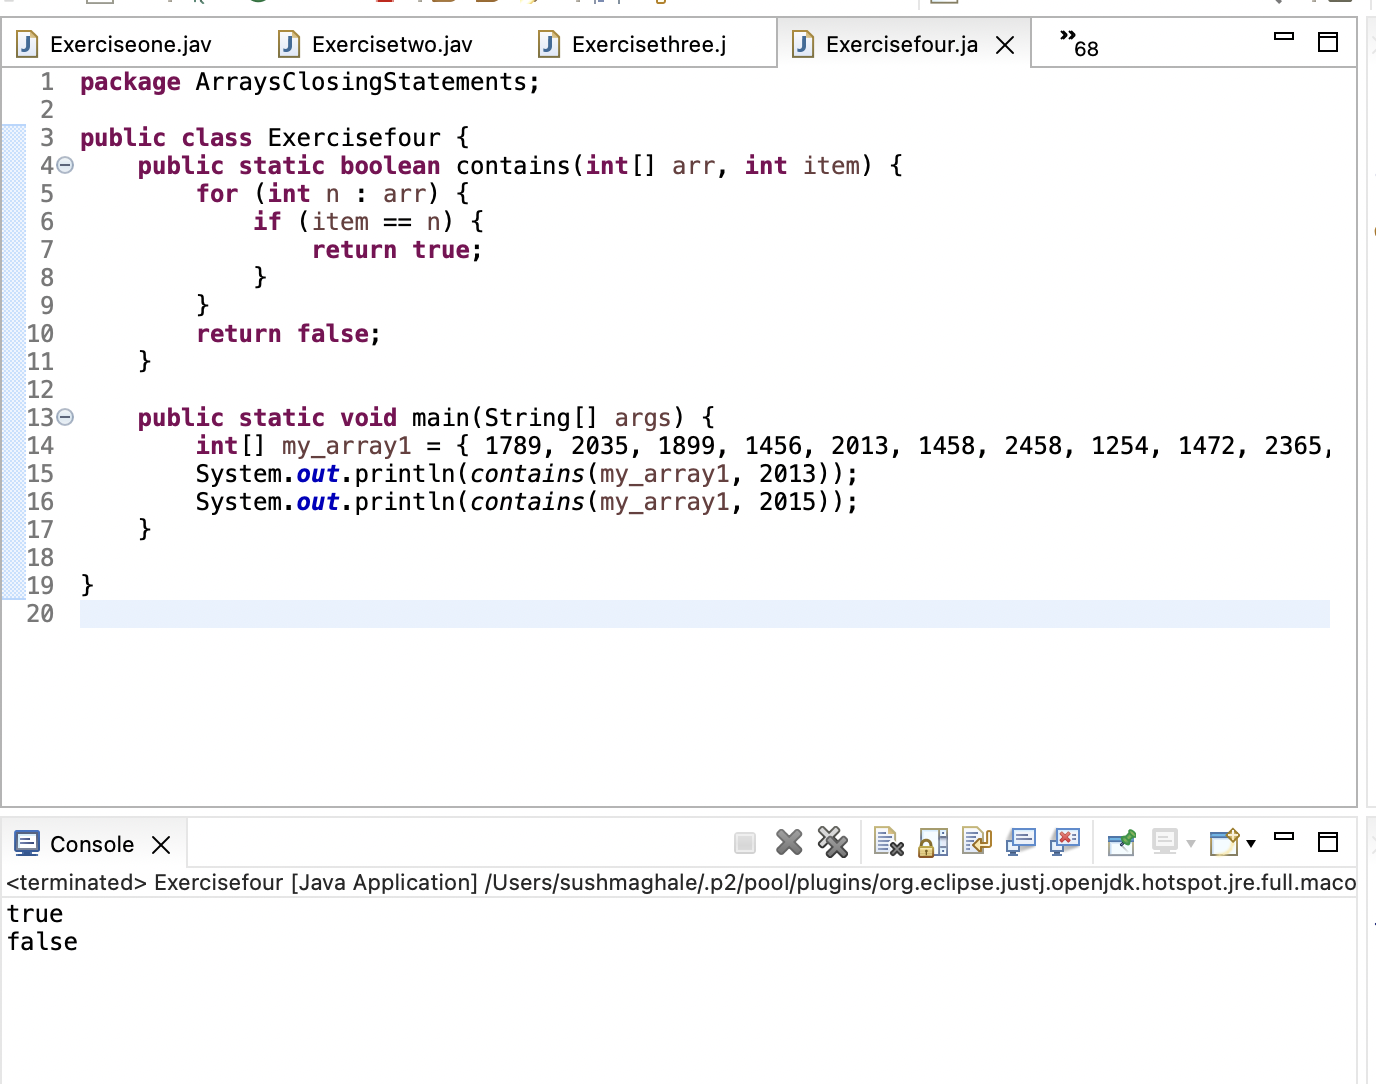 Exerciseone.jav Exercisetwo.jav Exercisethree.j Exercisefour.ja »68
1 package ArraysClosingStatements;
2
3 public class Exercisefour {
4 public static boolean contains(int[] arr, int item) {
5 for (int n : arr) {
6 if (item == n) {
7 return true;
8 }
9 }
10 return false;
11 }
12
13 public static void main(String[] args) {
14 int[] my_array1 = { 1789, 2035, 1899, 1456, 2013, 1458, 2458, 1254, 1472, 2365,
15 System.out.println(contains(my_array1, 2013));
16 System.out.println(contains(my_array1, 2015));
17 }
18
19 }
20
Console
<terminated> Exercisefour [Java Application] /Users/sushmaghale/.p2/pool/plugins/org.eclipse.justj.openjdk.hotspot.jre.full.maco
true
false